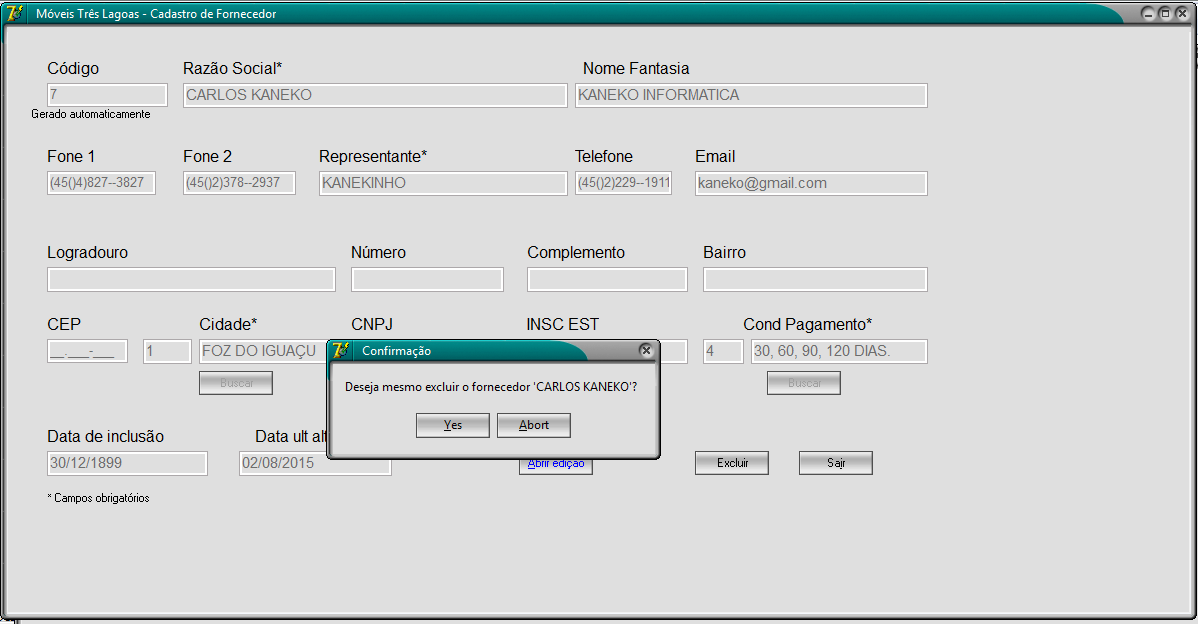 Móveis Três Lagoas - Cadastro de Fornecedor
Código Razão Social* Nome Fantasia
7 CARLOS KANEKO KANEKO INFORMATICA
Gerado automaticamente
Fone 1 Fone 2 Representante* Telefone Email
(45()4)827--3827 (45()2)378--2937 KANEKINHO (45()2)229--1911 kaneko@gmail.com
Logradouro Número Complemento Bairro
CEP Cidade* CNPJ INSC EST Cond Pagamento*
__.___-___ 1 FOZ DO IGUAÇU 4 30, 60, 90, 120 DIAS.
Buscar Buscar
Confirmação
Deseja mesmo excluir o fornecedor 'CARLOS KANEKO'?
Yes Abort
Data de inclusão Data ult alt
30/12/1899 02/08/2015 Abrir edição Excluir Sair
* Campos obrigatórios